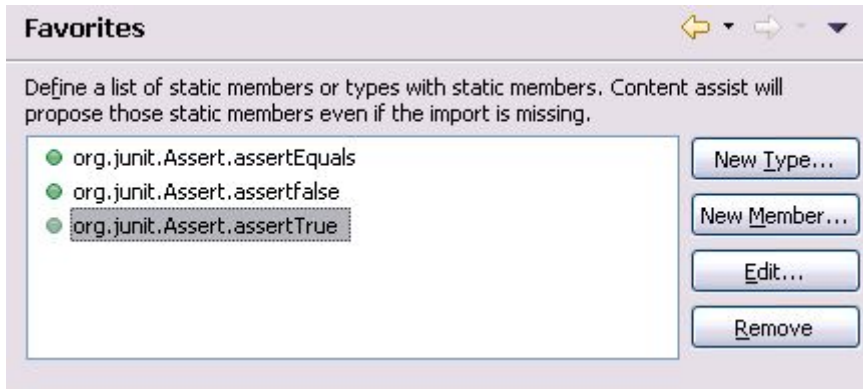 Favorites
Define a list of static members or types with static members. Content assist will
propose those static members even if the import is missing.
org.junit.Assert.assertEquals
org.junit.Assert.assertfalse
org.junit.Assert.assertTrue
New Type...
New Member...
Edit...
Remove